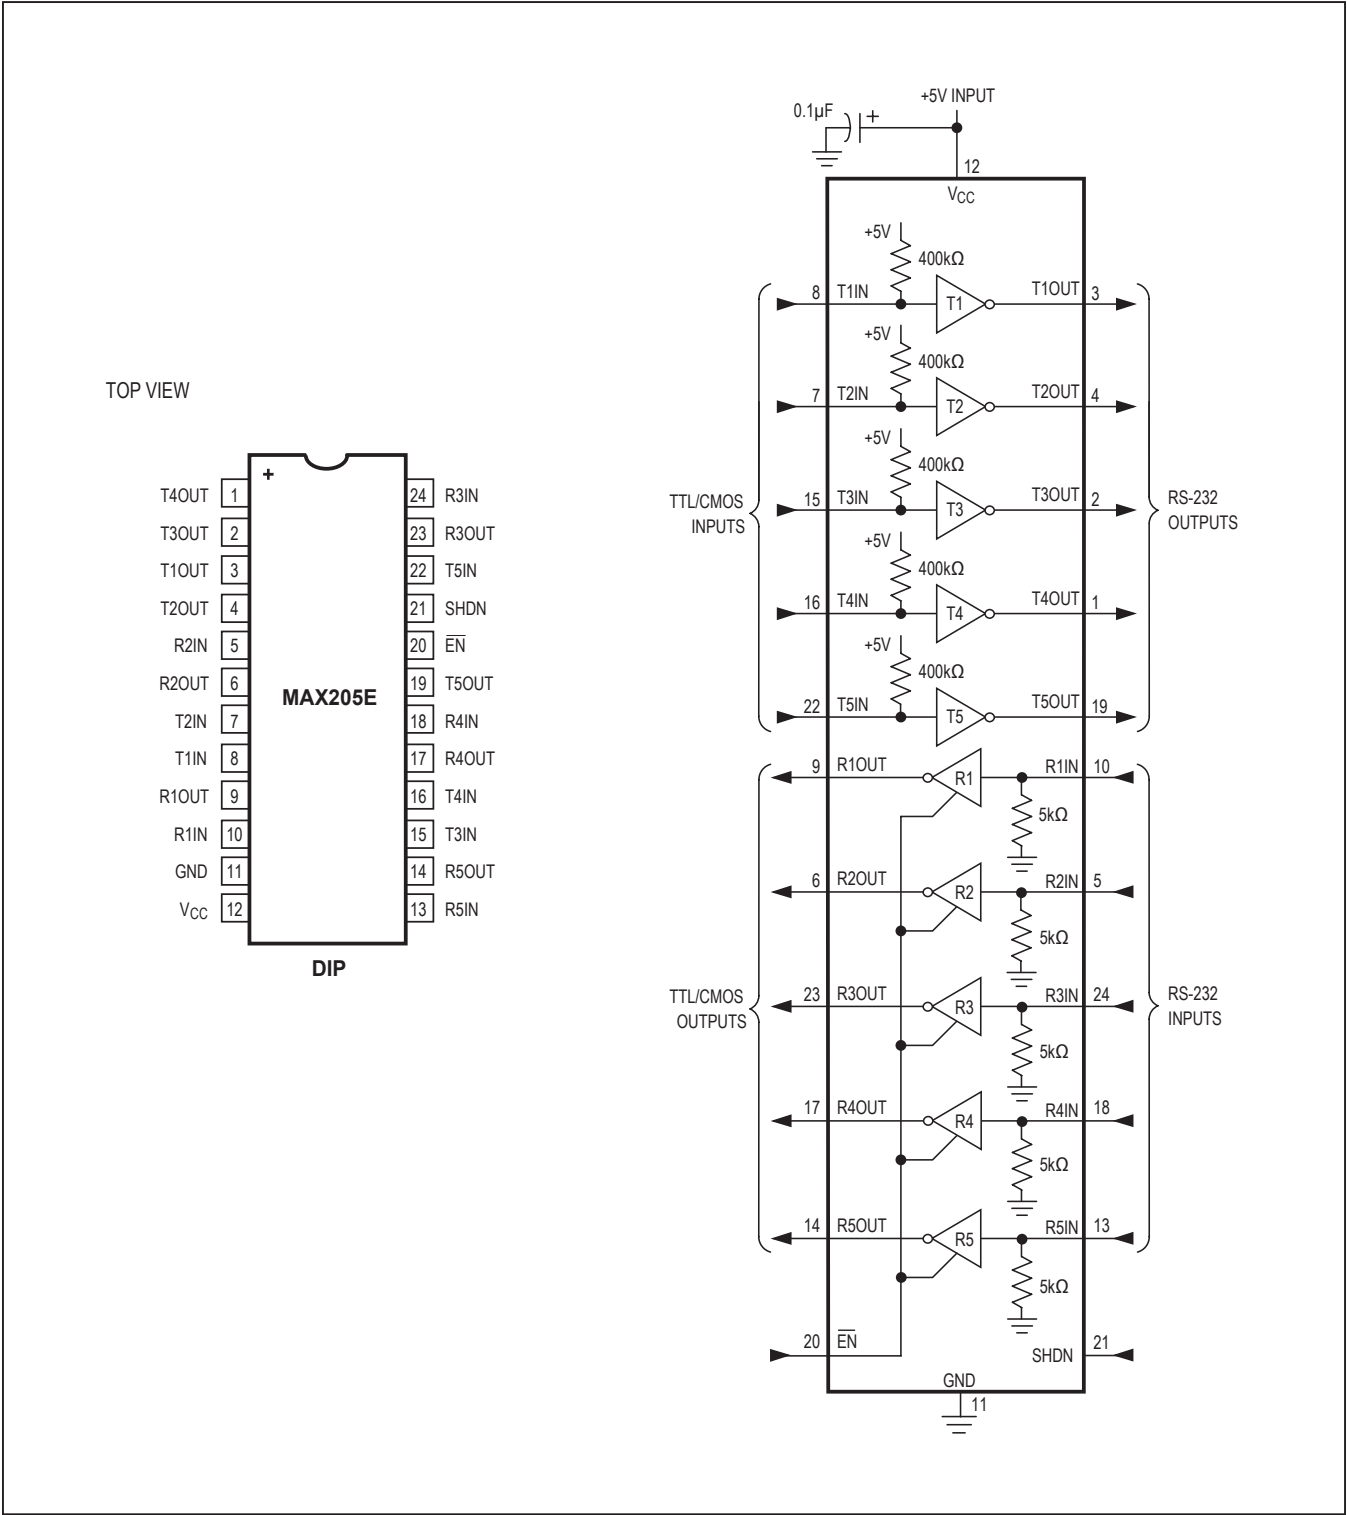 TOP VIEW
+
T4OUT 1
T3OUT 2
T1OUT 3
T2OUT 4
R2IN 5
R2OUT 6
T2IN 7
T1IN 8
R1OUT 9
R1IN 10
GND 11
VCC 12
24 R3IN
23 R3OUT
22 T5IN
21 SHDN
20 E̅N̅
19 T5OUT
18 R4IN
17 R4OUT
16 T4IN
15 T3IN
14 R5OUT
13 R5IN
MAX205E
DIP
+5V INPUT
0.1µF +
12
VCC
+5V
400kΩ
8 T1IN T1 T1OUT 3
+5V
400kΩ
7 T2IN T2 T2OUT 4
+5V
400kΩ
15 T3IN T3 T3OUT 2
TTL/CMOS
INPUTS
RS-232
OUTPUTS
+5V
400kΩ
16 T4IN T4 T4OUT 1
+5V
400kΩ
22 T5IN T5 T5OUT 19
9 R1OUT R1 R1IN 10
5kΩ
6 R2OUT R2 R2IN 5
5kΩ
23 R3OUT R3 R3IN 24
5kΩ
TTL/CMOS
OUTPUTS
RS-232
INPUTS
17 R4OUT R4 R4IN 18
5kΩ
14 R5OUT R5 R5IN 13
5kΩ
20 E̅N̅
SHDN 21
GND
11